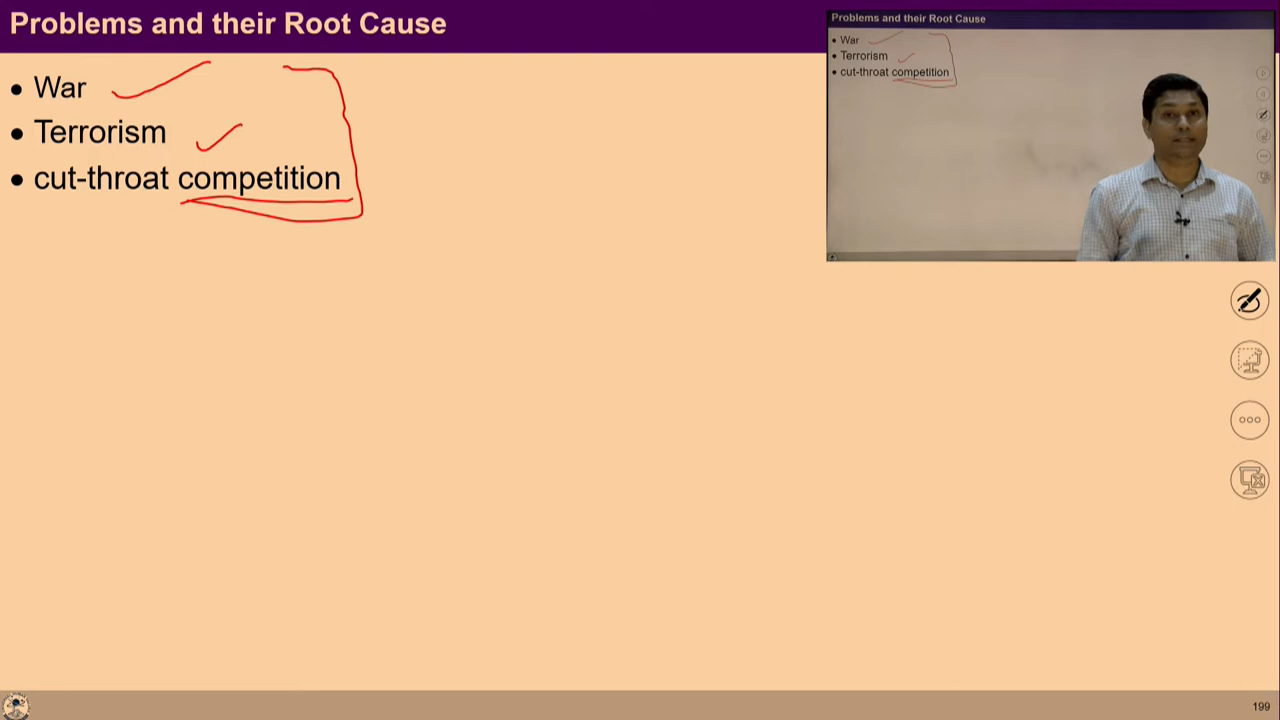 Problems and their Root Cause
• War
• Terrorism
• cut-throat competition
Problems and their Root Cause
• War
• Terrorism
• cut-throat competition
199